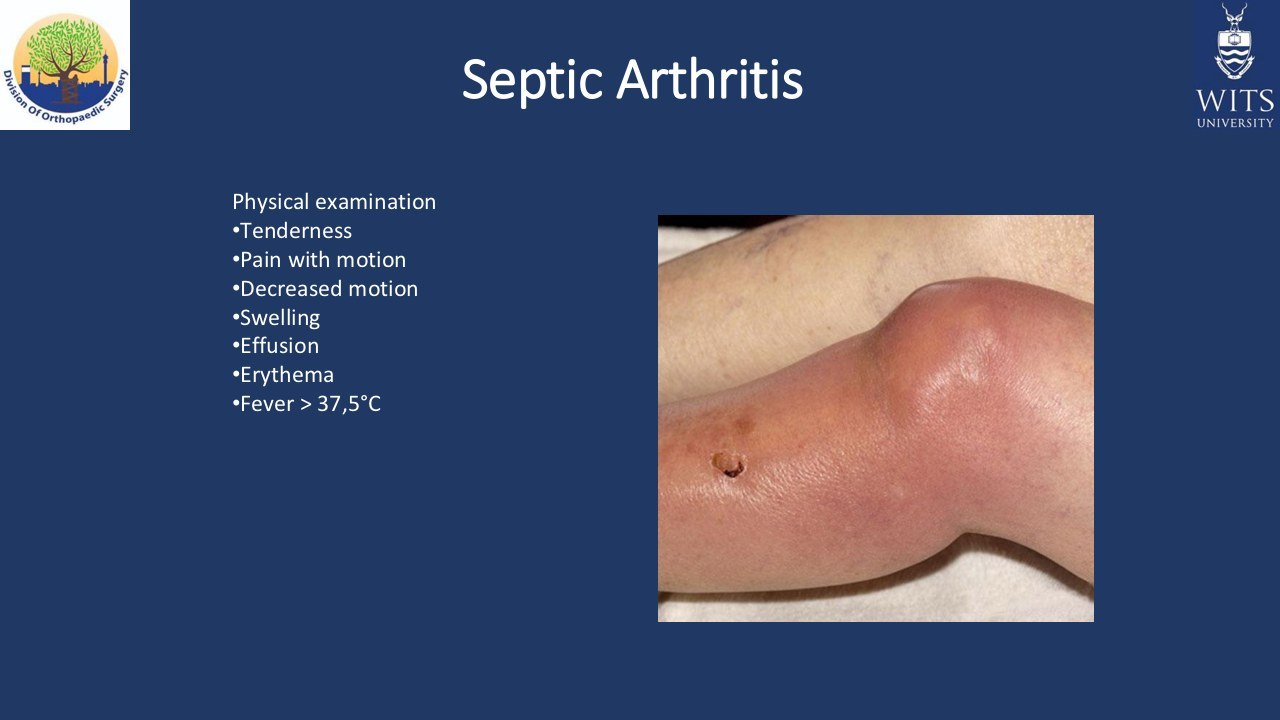 Division Of Orthopaedic Surgery
Septic Arthritis
WITS
UNIVERSITY
Physical examination
•Tenderness
•Pain with motion
•Decreased motion
•Swelling
•Effusion
•Erythema
•Fever > 37,5°C